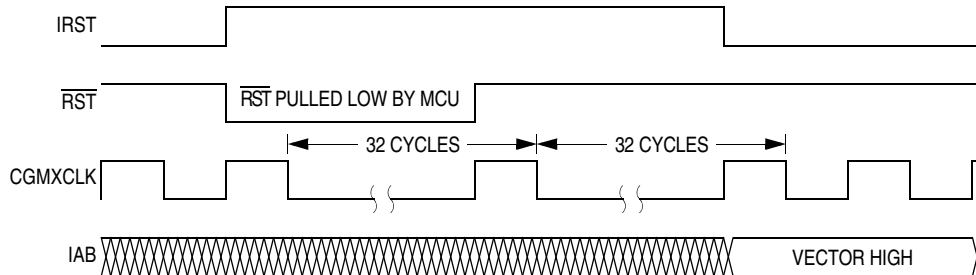 IRST
RST
RST PULLED LOW BY MCU
32 CYCLES
32 CYCLES
CGMXCLK
IAB
VECTOR HIGH